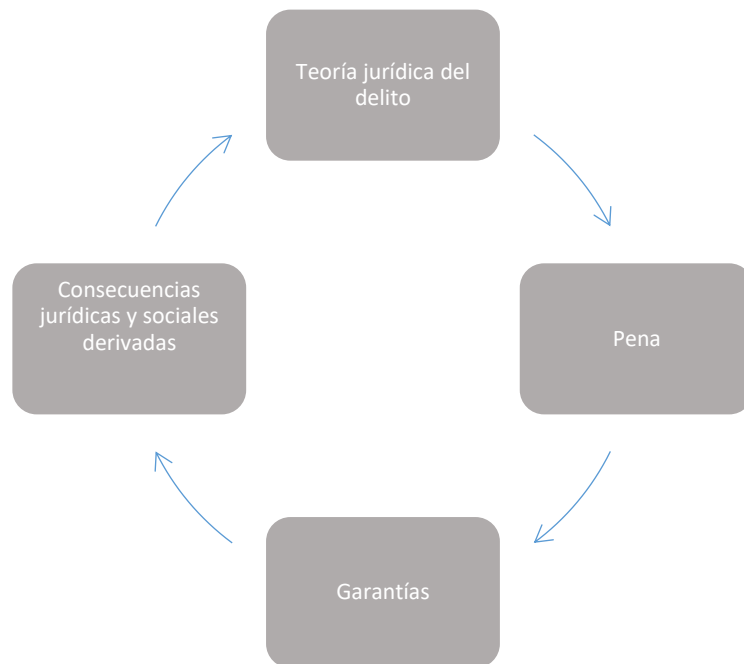 Teoría jurídica del
delito
Pena
Garantías
Consecuencias
jurídicas y sociales
derivadas